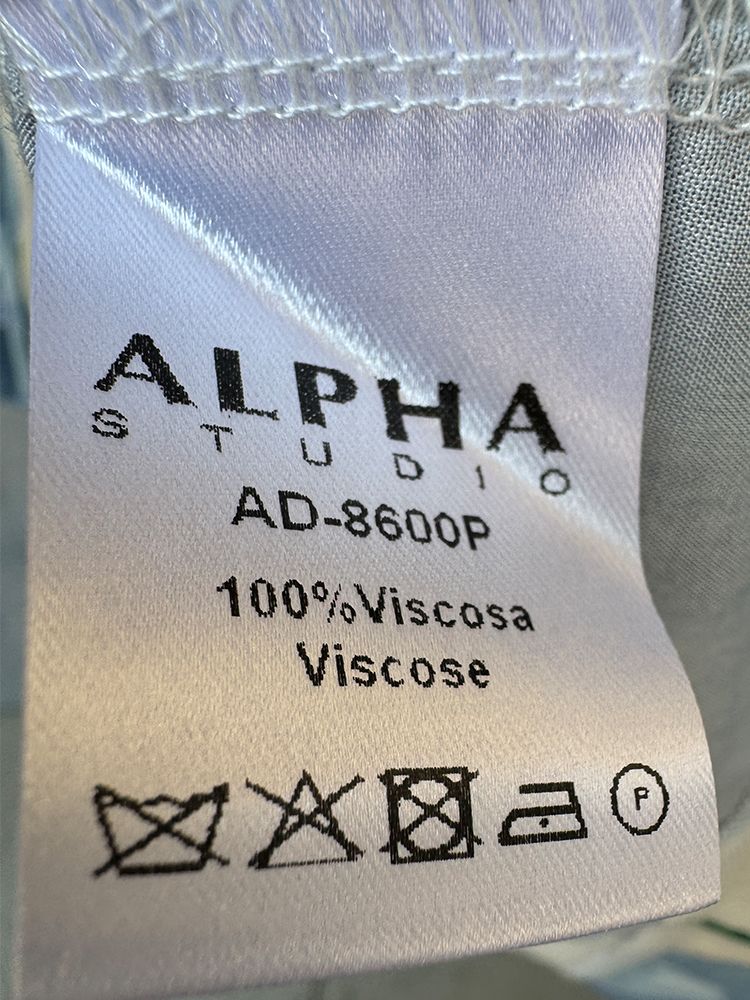 ALPHA
STUDIO
AD-8600P
100%Viscosa
Viscose
P